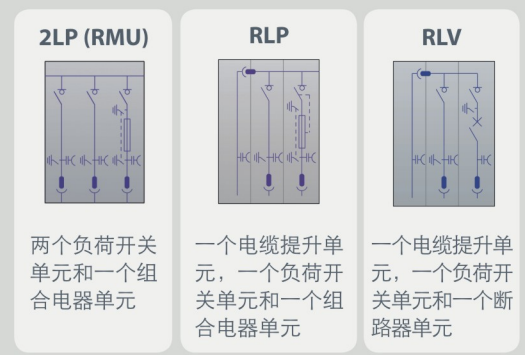 2LP (RMU)
两个负荷开关
单元和一个组
合电器单元
RLP
一个电缆提升单
元，一个负荷开
关单元和一个组
合电器单元
RLV
一个电缆提升单
元，一个负荷开
关单元和一个断
路器单元